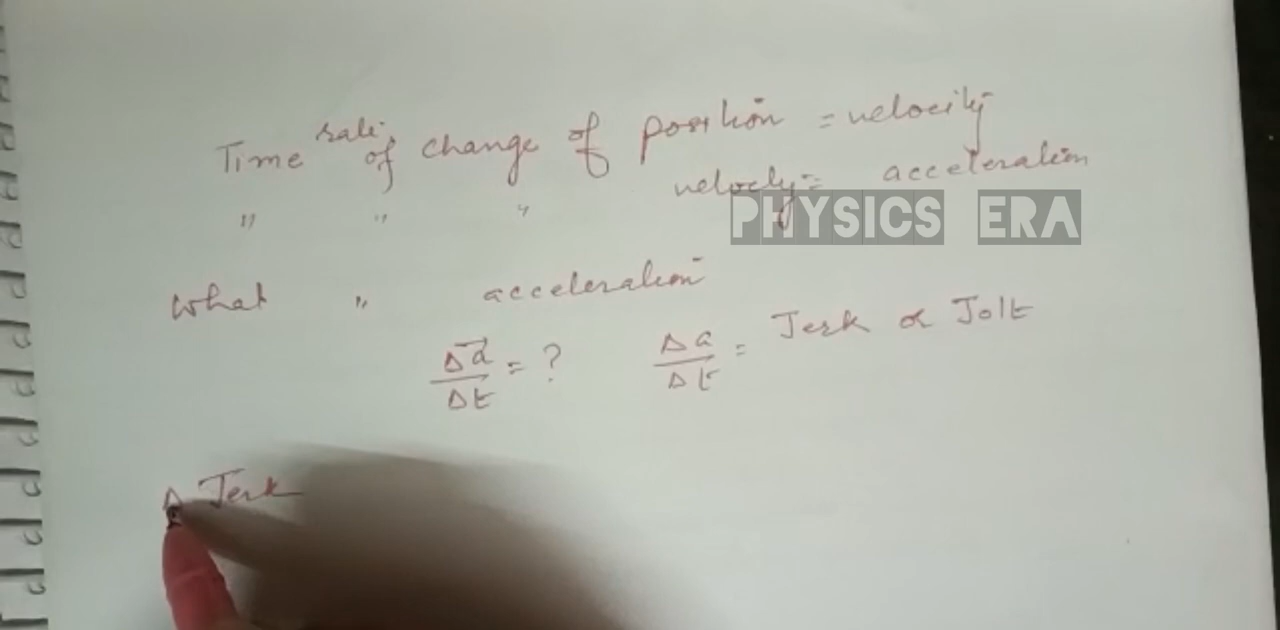 Time rate of change of position = velocity
" " " velocity = acceleration
PHYSICS ERA
What " acceleration
Δa⃗/Δt = ? Δa/Δt = Jerk or Jolt
Δ Jerk